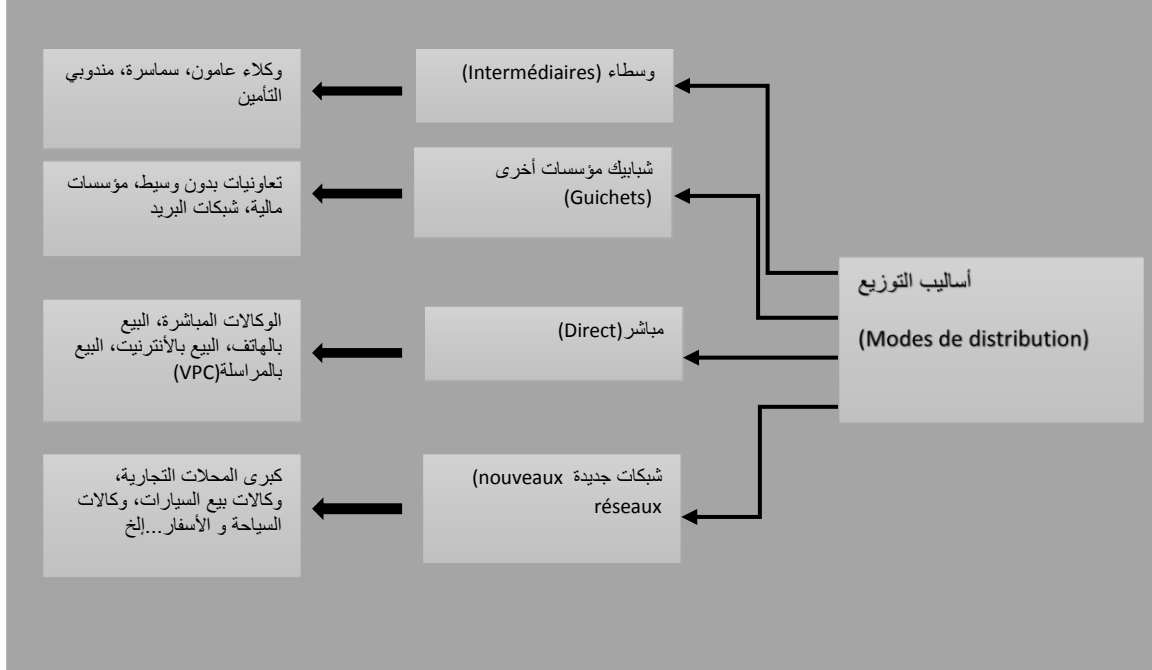 أساليب التوزيع
(Modes de distribution)
وسطاء (Intermédiaires)
وكلاء عامون، سماسرة، مندوبي
التأمين
شبابيك مؤسسات أخرى
(Guichets)
تعاونيات بدون وسيط، مؤسسات
مالية، شبكات البريد
مباشر(Direct)
الوكالات المباشرة، البيع
بالهاتف، البيع بالأنترنيت، البيع
بالمراسلة(VPC)
شبكات جديدة nouveaux)
réseaux
كبرى المحلات التجارية،
وكالات بيع السيارات، وكالات
السياحة و الأسفار...إلخ